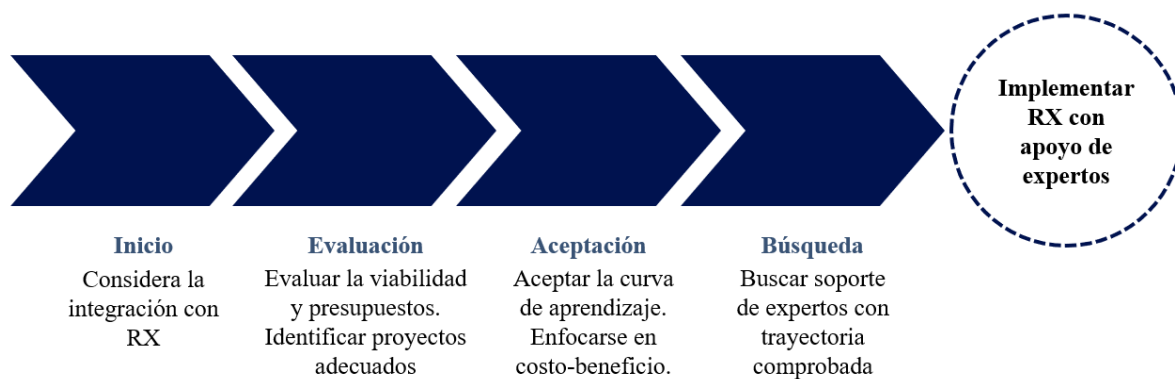 Implementar
RX con
apoyo de
expertos
Inicio
Considera la
integración con
RX
Evaluación
Evaluar la viabilidad
y presupuestos.
Identificar proyectos
adecuados
Aceptación
Aceptar la curva
de aprendizaje.
Enfocarse en
costo-beneficio.
Búsqueda
Buscar soporte
de expertos con
trayectoria
comprobada